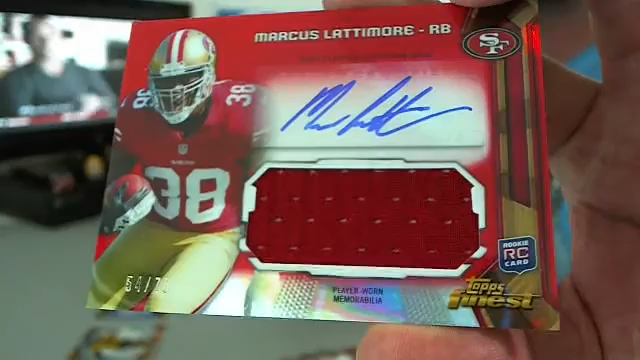 MARCUS LATTIMORE - RB
SF
38
38
ROOKIE
RC
CARD
PLAYER-WORN
MEMORABILIA
Topps
finest